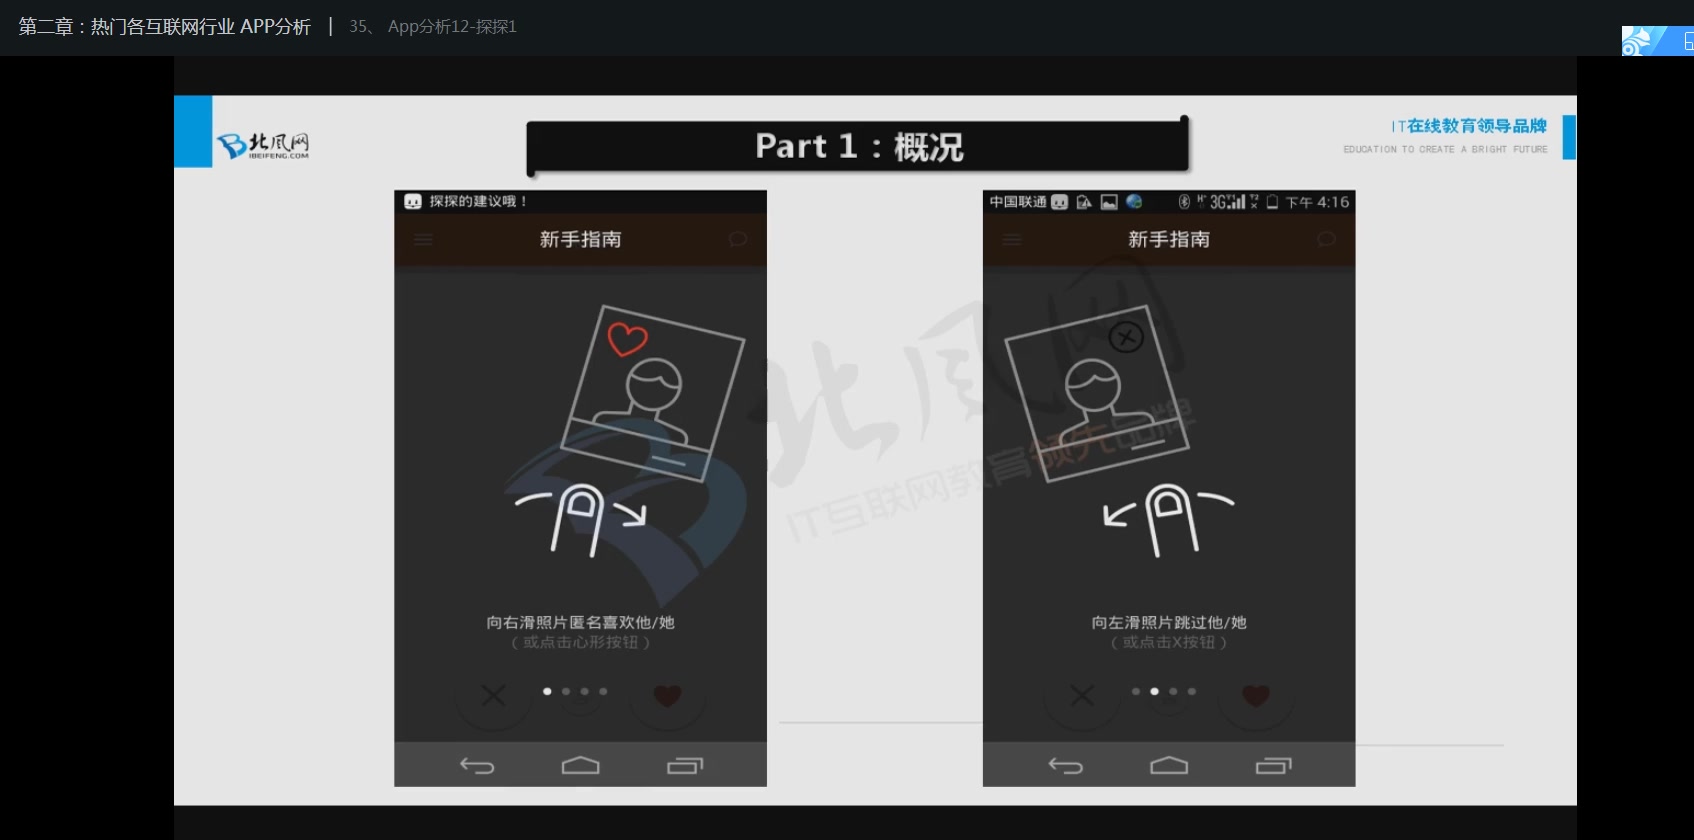 第二章：热门各互联网行业 APP分析 | 35、 App分析12-探探1
北风网
IBEIFENG.COM
Part 1：概况
IT在线教育领导品牌
EDUCATION TO CREATE A BRIGHT FUTURE
探探的建议哦！
新手指南
向右滑照片匿名喜欢他/她
（或点击心形按钮）
中国联通
3G
下午 4:16
新手指南
向左滑照片跳过他/她
（或点击X按钮）
北风网
IT互联网教育领先品牌